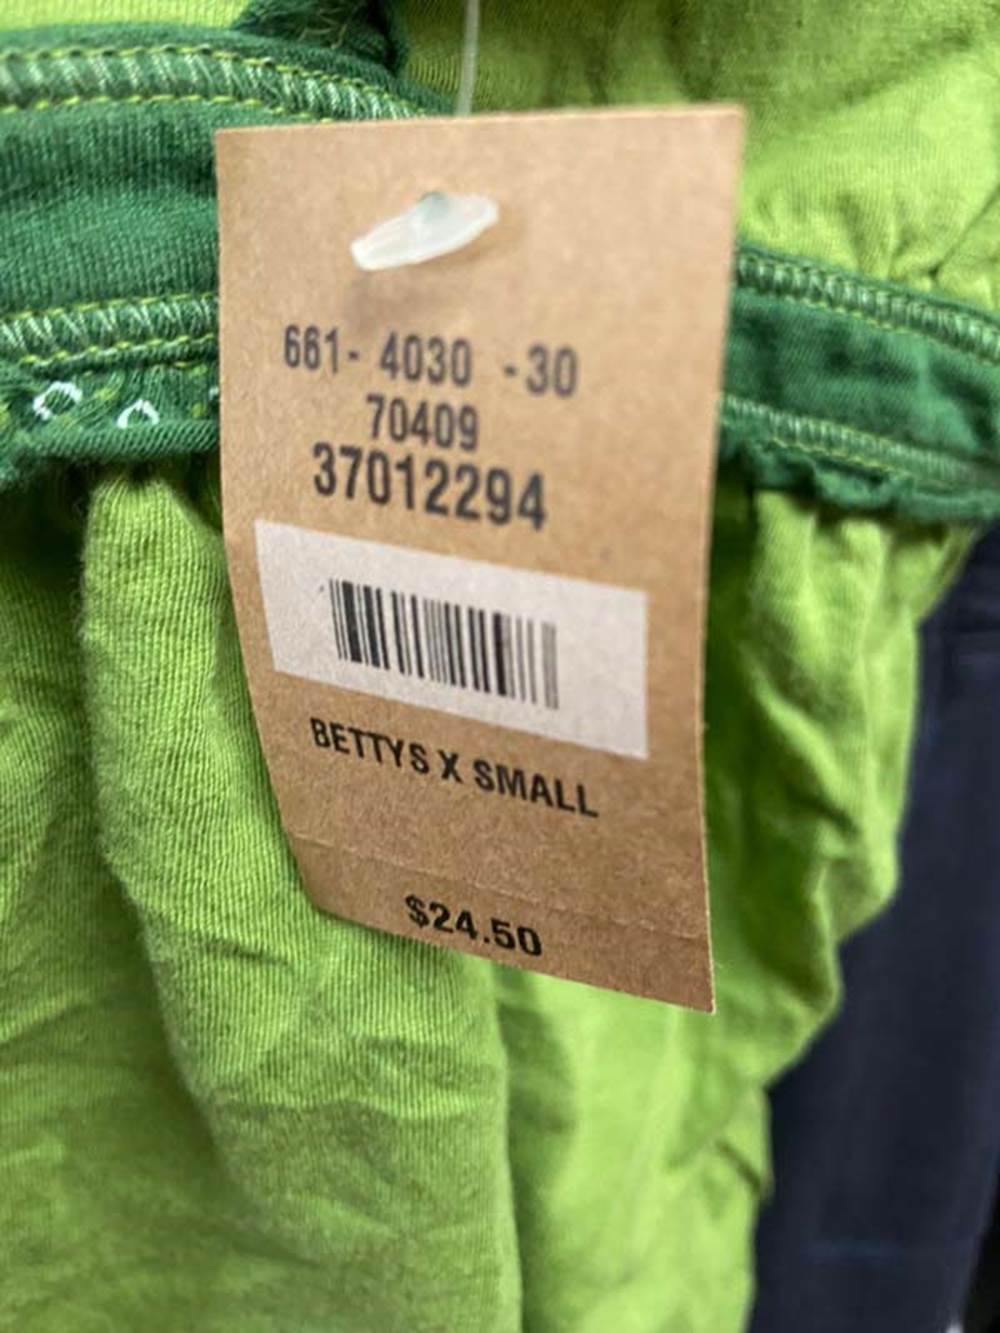 661- 4030 -30
70409
37012294
BETTYS X SMALL
$24.50